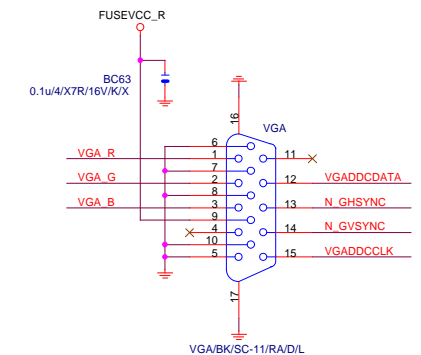 FUSEVCC_R
BC63
0.1u/4/X7R/16V/K/X
16
VGA
6
VGA_R 1 11
7
VGA_G 2 12 VGADDCDATA
8
VGA_B 3 13 N_GHSYNC
9
4 14 N_GVSYNC
10
5 15 VGADDCCLK
17
VGA/BK/SC-11/RA/D/L